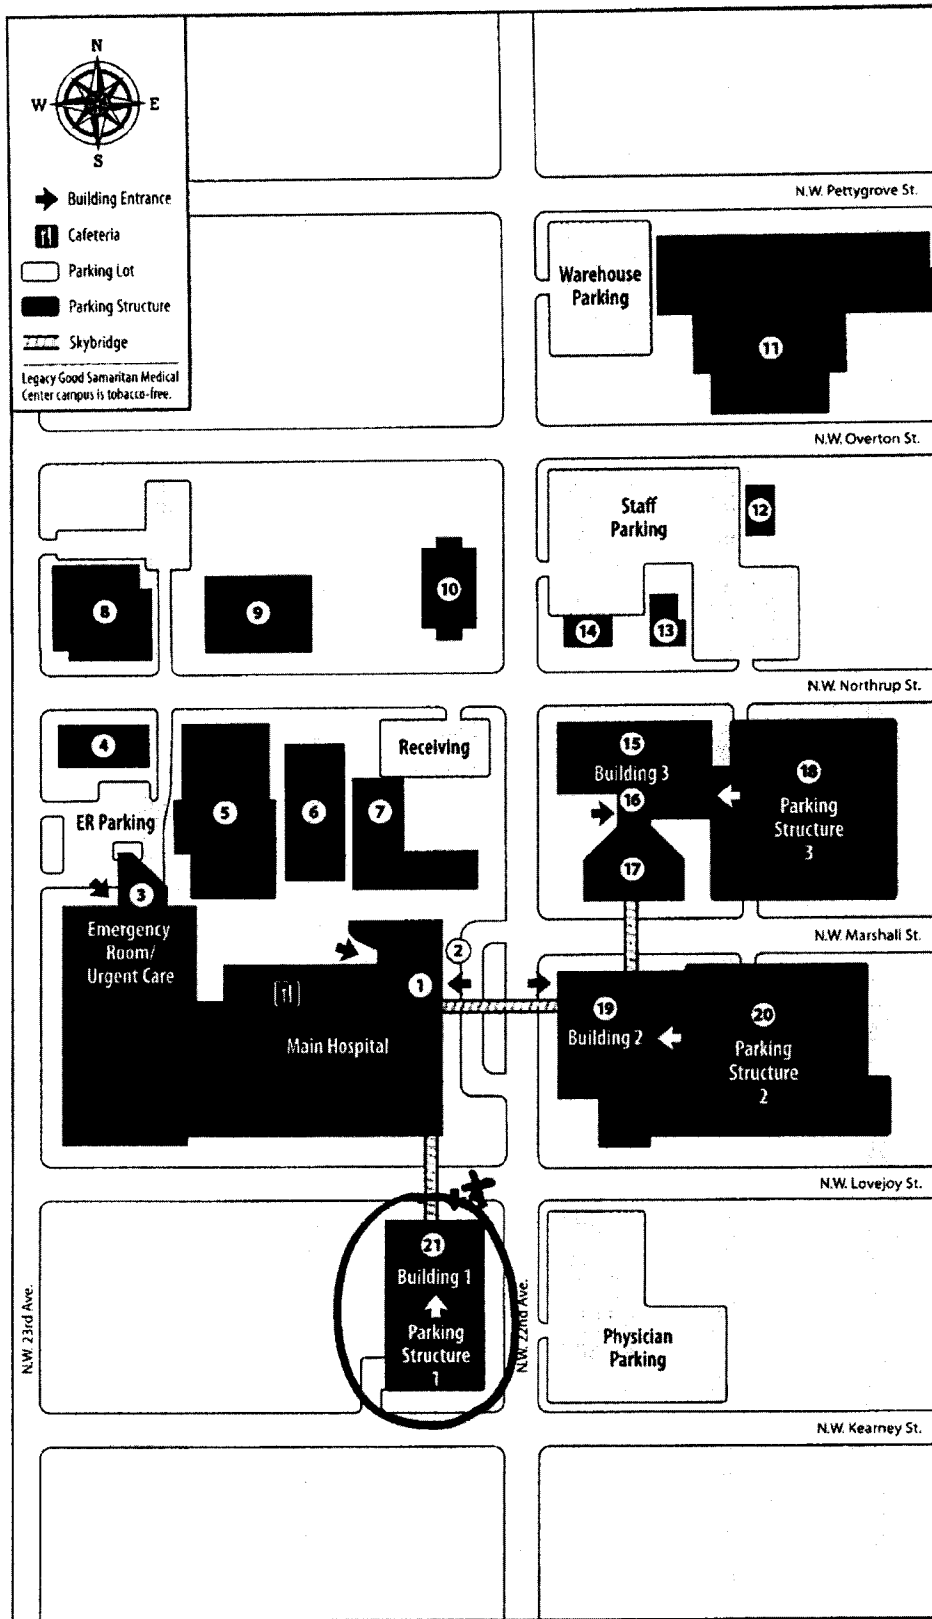 N
W
E
S
Building Entrance
Cafeteria
Parking Lot
Parking Structure
Skybridge
Legacy Good Samaritan Medical
Center campus is tobacco-free.
N.W. Pettygrove St.
Warehouse
Parking
11
N.W. Overton St.
Staff
Parking
12
8
9
10
14
13
N.W. Northrup St.
4
5
6
7
Receiving
ER Parking
15
Building 3
16
17
18
Parking
Structure
3
3
Emergency
Room/
Urgent Care
N.W. Marshall St.
2
1
Main Hospital
19
Building 2
20
Parking
Structure
2
N.W. Lovejoy St.
21
Building 1
Parking
Structure
1
N.W. 23rd Ave.
N.W. 22nd Ave.
Physician
Parking
N.W. Kearney St.